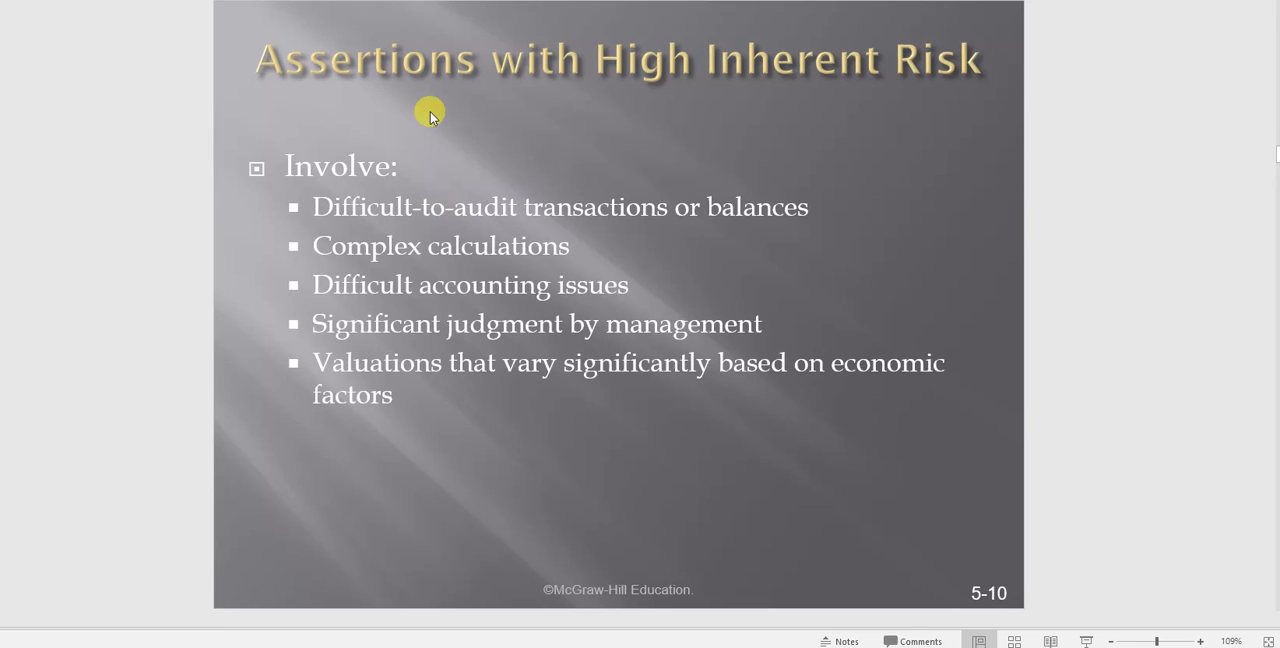 Assertions with High Inherent Risk
Involve:
Difficult-to-audit transactions or balances
Complex calculations
Difficult accounting issues
Significant judgment by management
Valuations that vary significantly based on economic
factors
©McGraw-Hill Education.
5-10
Notes
Comments
109%